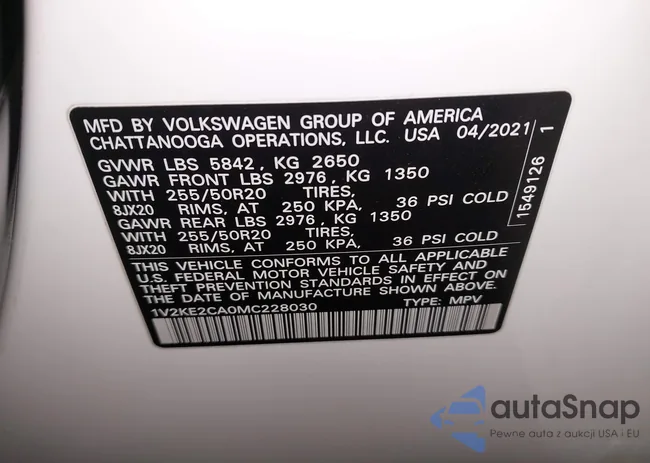 MFD BY VOLKSWAGEN GROUP OF AMERICA
CHATTANOOGA OPERATIONS, LLC. USA 04/2021
GVWR LBS 5842, KG 2650
GAWR FRONT LBS 2976, KG 1350
WITH 255/50R20 TIRES,
8JX20 RIMS, AT 250 KPA, 36 PSI COLD
GAWR REAR LBS 2976, KG 1350
WITH 255/50R20 TIRES,
8JX20 RIMS, AT 250 KPA, 36 PSI COLD
THIS VEHICLE CONFORMS TO ALL APPLICABLE
U.S. FEDERAL MOTOR VEHICLE SAFETY AND
THEFT PREVENTION STANDARDS IN EFFECT ON
THE DATE OF MANUFACTURE SHOWN ABOVE.
1V2KE2CA0MC228030 TYPE: MPV
1549126 1
autaSnap
Pewne auta z aukcji USA i EU